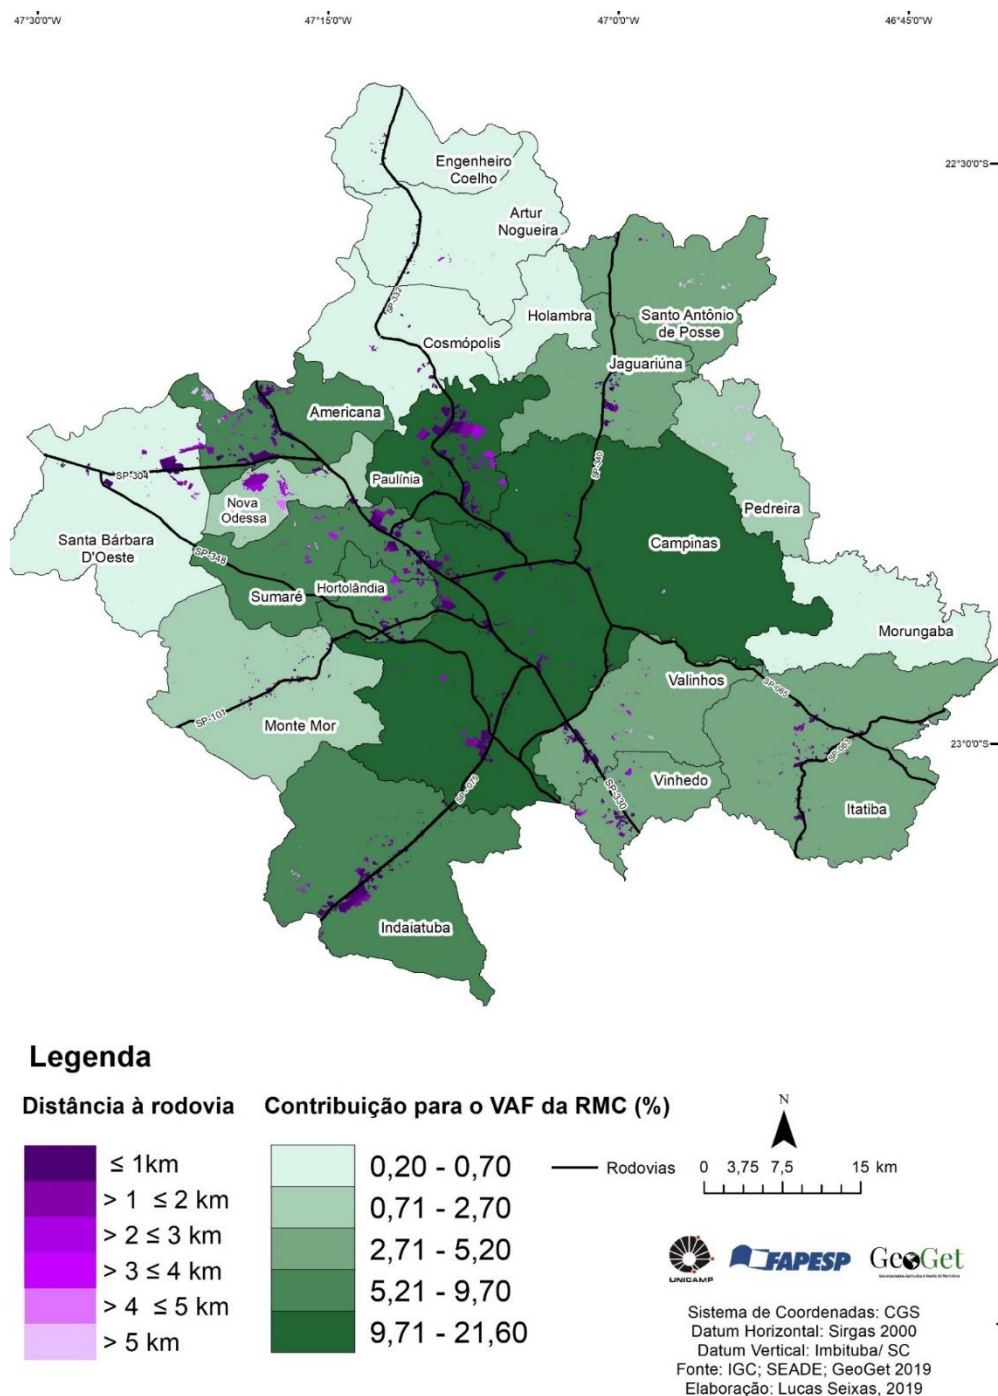 47°30'0"W 47°15'0"W 47°0'0"W 46°45'0"W
22°30'0"S
Engenheiro
Coelho
Artur
Nogueira
SP-332
Holambra
Santo Antônio
de Posse
Cosmópolis
Jaguariúna
Americana
SP-304
Paulínia
SP-340
Nova
Odessa
Pedreira
Santa Bárbara
D'Oeste
SP-348
Campinas
Hortolândia
Sumaré
Morungaba
Valinhos
SP-065
SP-101
Monte Mor
23°0'0"S
SP-063
Vinhedo
SP-075
SP-330
Itatiba
Indaiatuba
Legenda
Distância à rodovia Contribuição para o VAF da RMC (%)
≤ 1km
> 1 ≤ 2 km
> 2 ≤ 3 km
> 3 ≤ 4 km
> 4 ≤ 5 km
> 5 km
0,20 - 0,70
0,71 - 2,70
2,71 - 5,20
5,21 - 9,70
9,71 - 21,60
Rodovias
N
0 3,75 7,5 15 km
UNICAMP
FAPESP
GeoGet
Sistema de Coordenadas: CGS
Datum Horizontal: Sirgas 2000
Datum Vertical: Imbituba/ SC
Fonte: IGC; SEADE; GeoGet 2019
Elaboração: Lucas Seixas, 2019